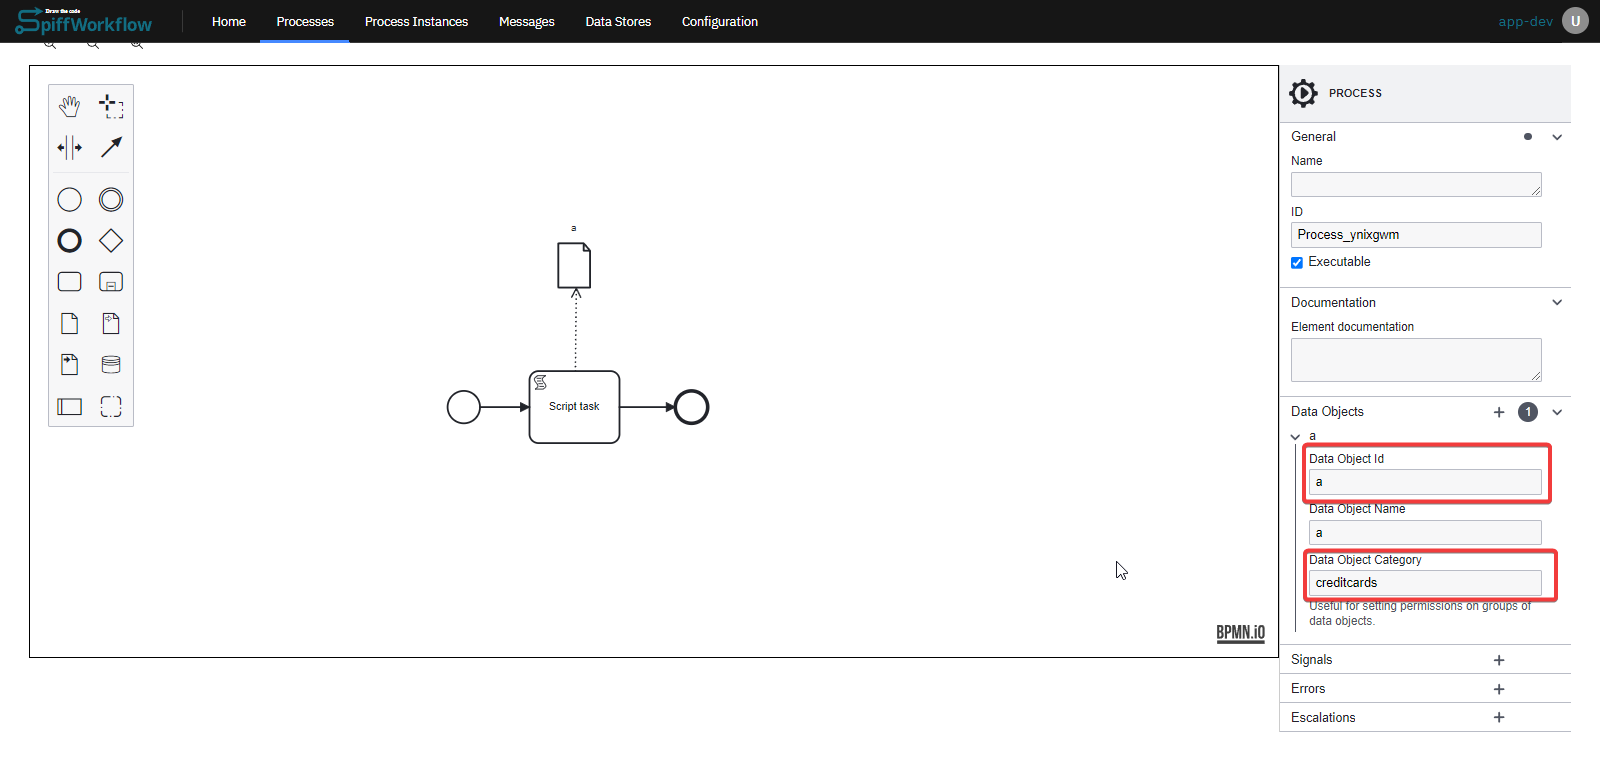 Draw the code
SpiffWorkflow
Home
Processes
Process Instances
Messages
Data Stores
Configuration
app-dev
U
PROCESS
General
Name
ID
Process_ynixgwm
Executable
Documentation
Element documentation
Data Objects
1
a
Data Object Id
a
Data Object Name
a
Data Object Category
creditcards
Useful for setting permissions on groups of
data objects.
Signals
Errors
Escalations
a
Script task
BPMN.iO